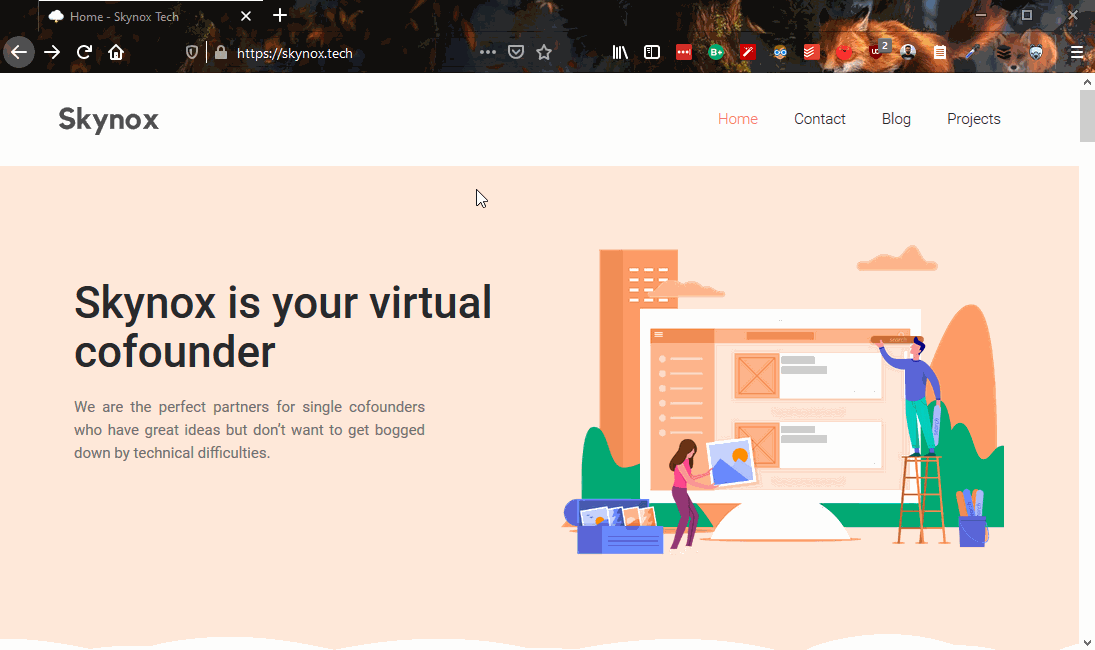 Home - Skynox Tech
https://skynox.tech
B+
2
Skynox
Home Contact Blog Projects
Skynox is your virtual
cofounder
We are the perfect partners for single cofounders
who have great ideas but don't want to get bogged
down by technical difficulties.